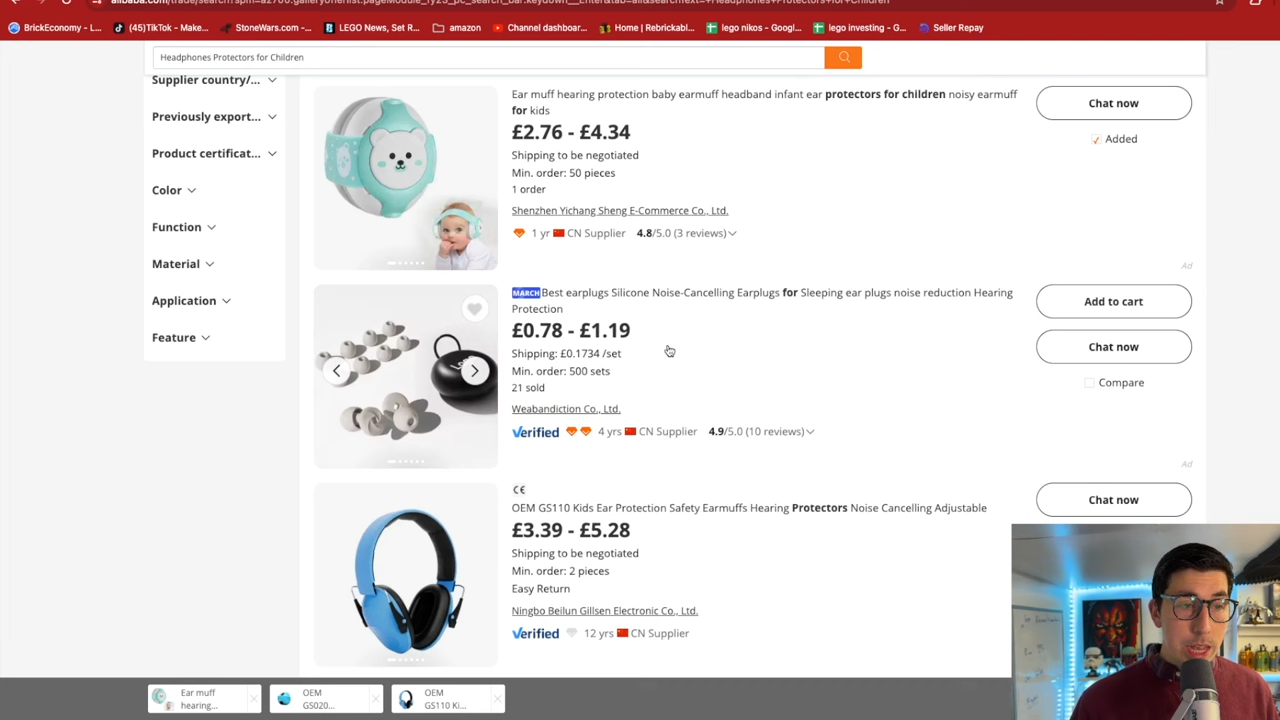 BrickEconomy - L...
(45)TikTok - Make...
StoneWars.com -...
LEGO News, Set R...
amazon
Channel dashboar...
Home | Rebrickabl...
lego nikos - Googl...
lego investing - G...
Seller Repay
Headphones Protectors for Children
Supplier country/...
Previously export...
Product certificat...
Color
Function
Material
Application
Feature
Ear muff hearing protection baby earmuff headband infant ear protectors for children noisy earmuff
for kids
£2.76 - £4.34
Shipping to be negotiated
Min. order: 50 pieces
1 order
Shenzhen Yichang Sheng E-Commerce Co., Ltd.
1 yr CN Supplier 4.8/5.0 (3 reviews)
Chat now
Added
Ad
MARCH Best earplugs Silicone Noise-Cancelling Earplugs for Sleeping ear plugs noise reduction Hearing
Protection
£0.78 - £1.19
Shipping: £0.1734 /set
Min. order: 500 sets
21 sold
Weabandiction Co., Ltd.
Verified 4 yrs CN Supplier 4.9/5.0 (10 reviews)
Add to cart
Chat now
Compare
Ad
CE
OEM GS110 Kids Ear Protection Safety Earmuffs Hearing Protectors Noise Cancelling Adjustable
£3.39 - £5.28
Shipping to be negotiated
Min. order: 2 pieces
Easy Return
Ningbo Beilun Gillsen Electronic Co., Ltd.
Verified 12 yrs CN Supplier
Chat now
Ear muff
hearing...
OEM
GS020...
OEM
GS110 Ki...